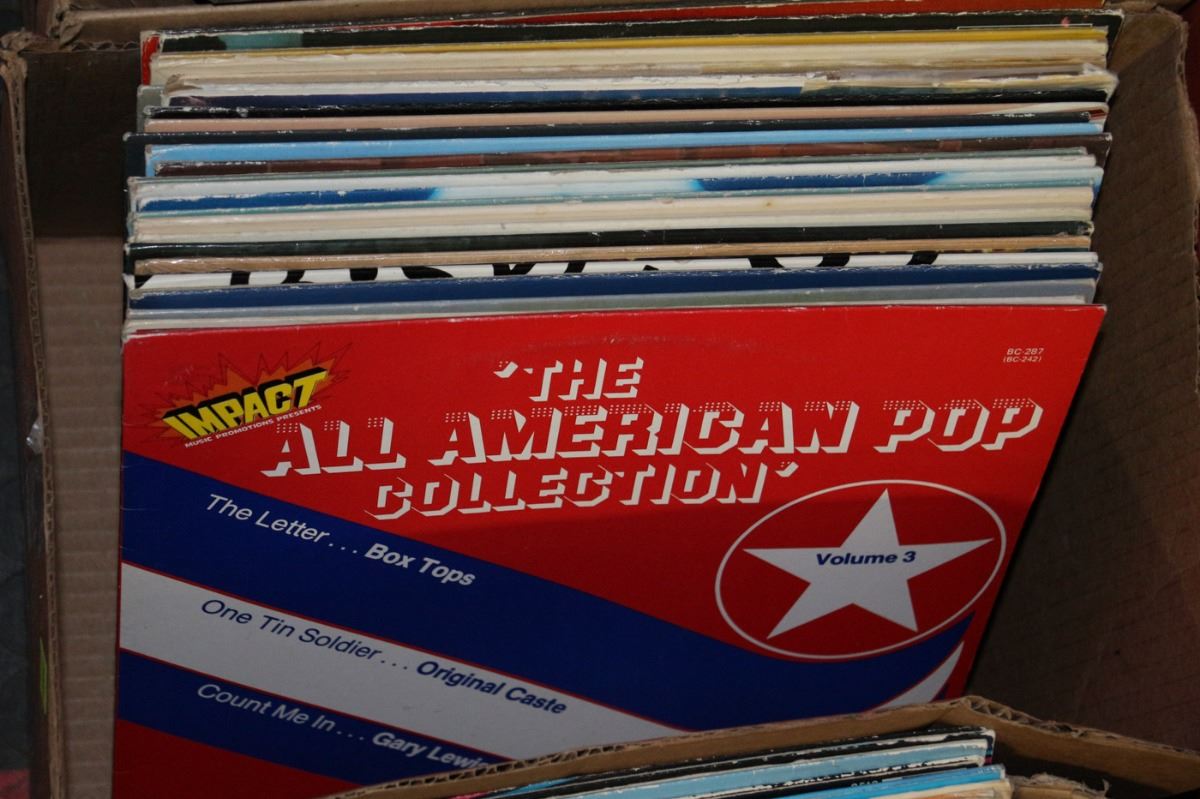 BC-287
(BC-242)
IMPACT
MUSIC PROMOTIONS PRESENTS
'THE
ALL AMERICAN POP
COLLECTION'
Volume 3
The Letter... Box Tops
One Tin Soldier... Original Caste
Count Me In... Gary Lewis